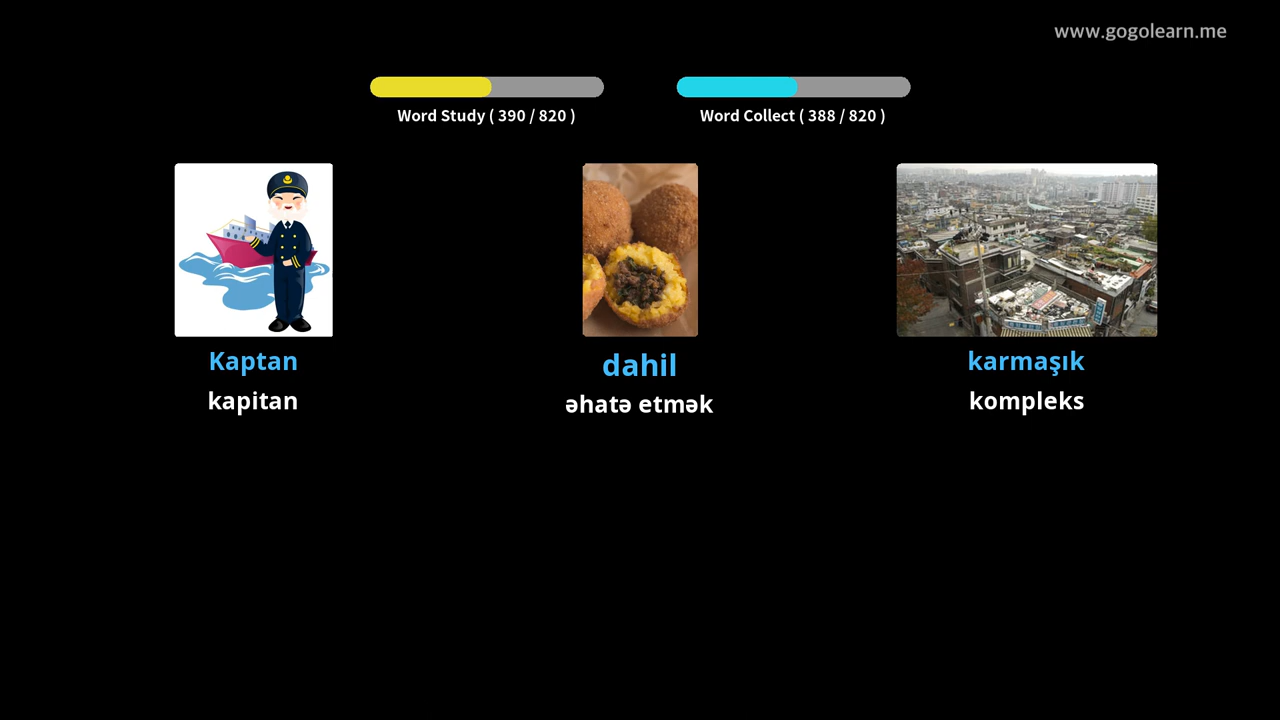 www.gogolearn.me
Word Study ( 390 / 820 )
Word Collect ( 388 / 820 )
Kaptan
kapitan
dahil
əhatə etmək
karmaşık
kompleks